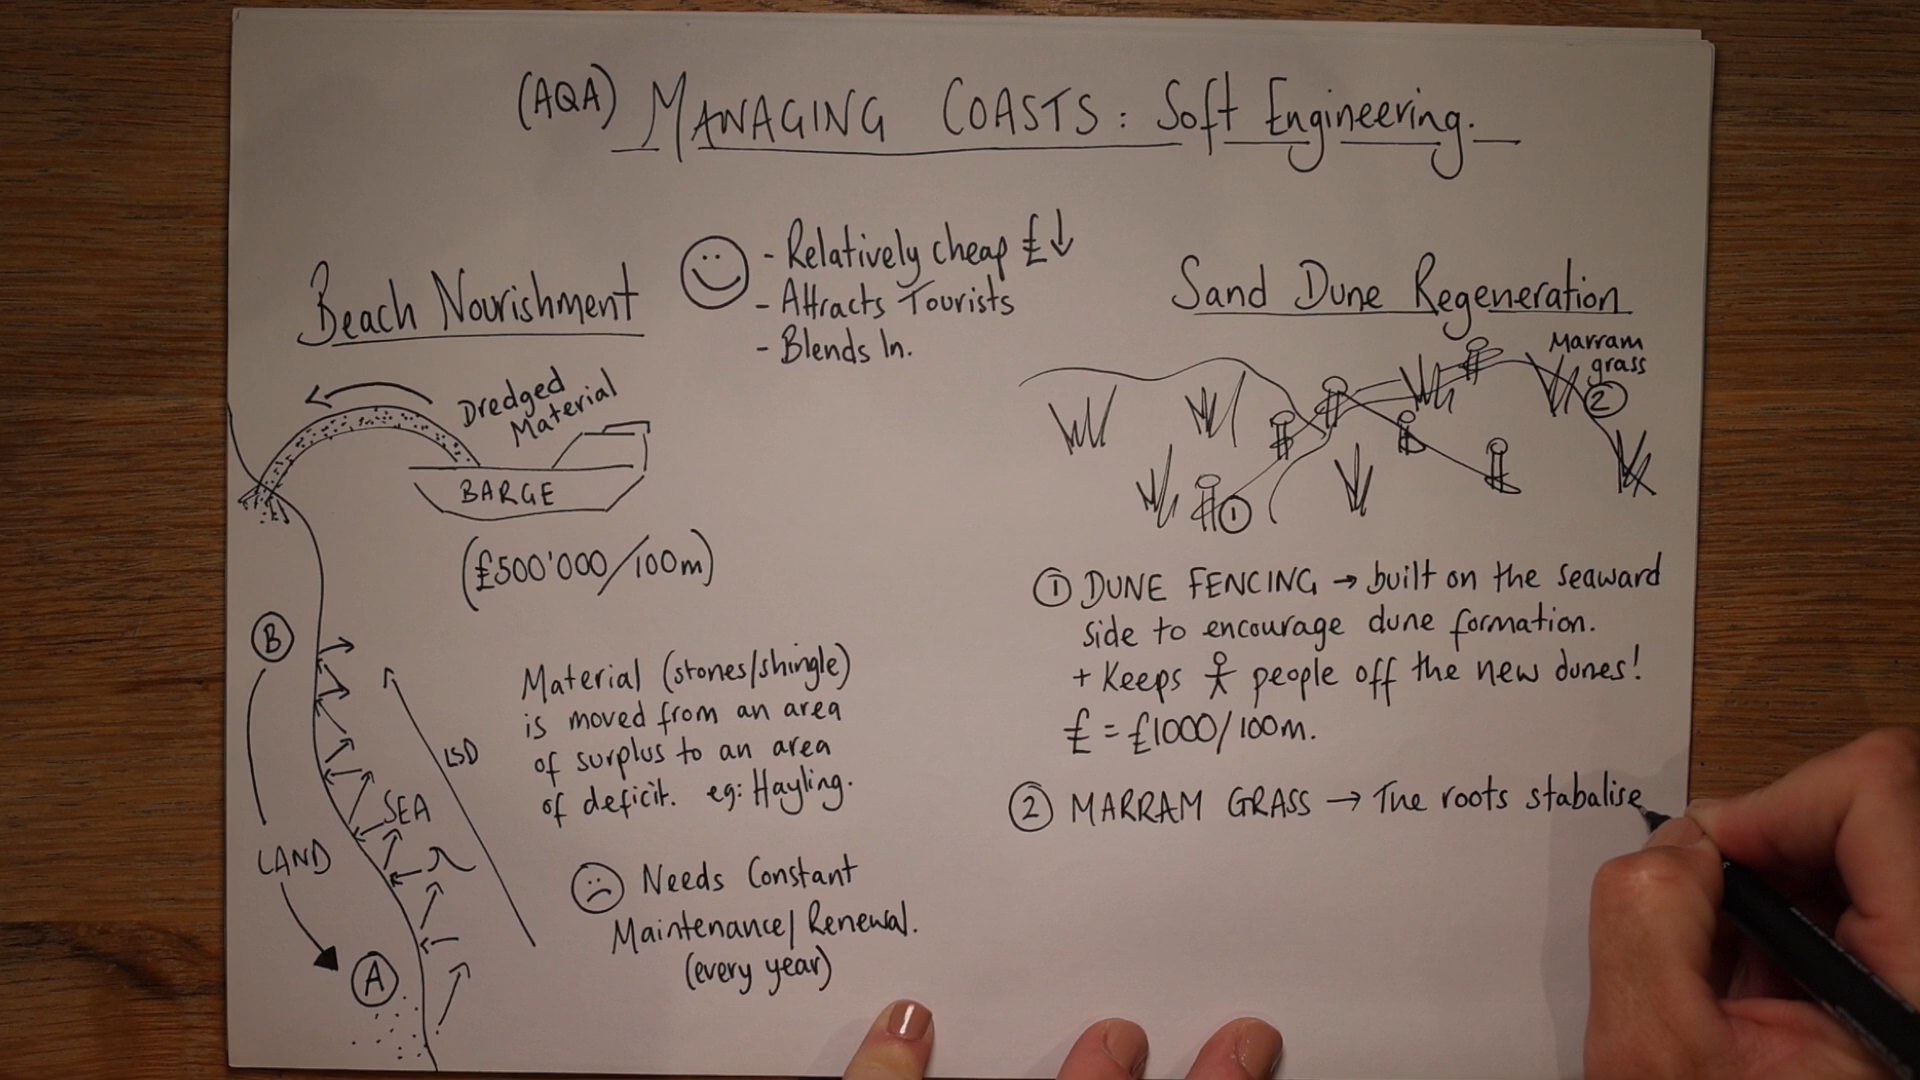 (AQA) MANAGING COASTS: Soft Engineering.
Beach Nourishment
- Relatively cheap £↓
- Attracts Tourists
- Blends In.
Dredged
Material
BARGE
(£500'000/100m)
B
LSD
SEA
LAND
A
Material (stones/shingle)
is moved from an area
of surplus to an area
of deficit. eg: Hayling.
Needs Constant
Maintenance/Renewal.
(every year)
Sand Dune Regeneration
Marram
grass
2
1
① DUNE FENCING → built on the seaward
side to encourage dune formation.
+ Keeps people off the new dunes!
£ = £1000/100m.
② MARRAM GRASS → The roots stabalise